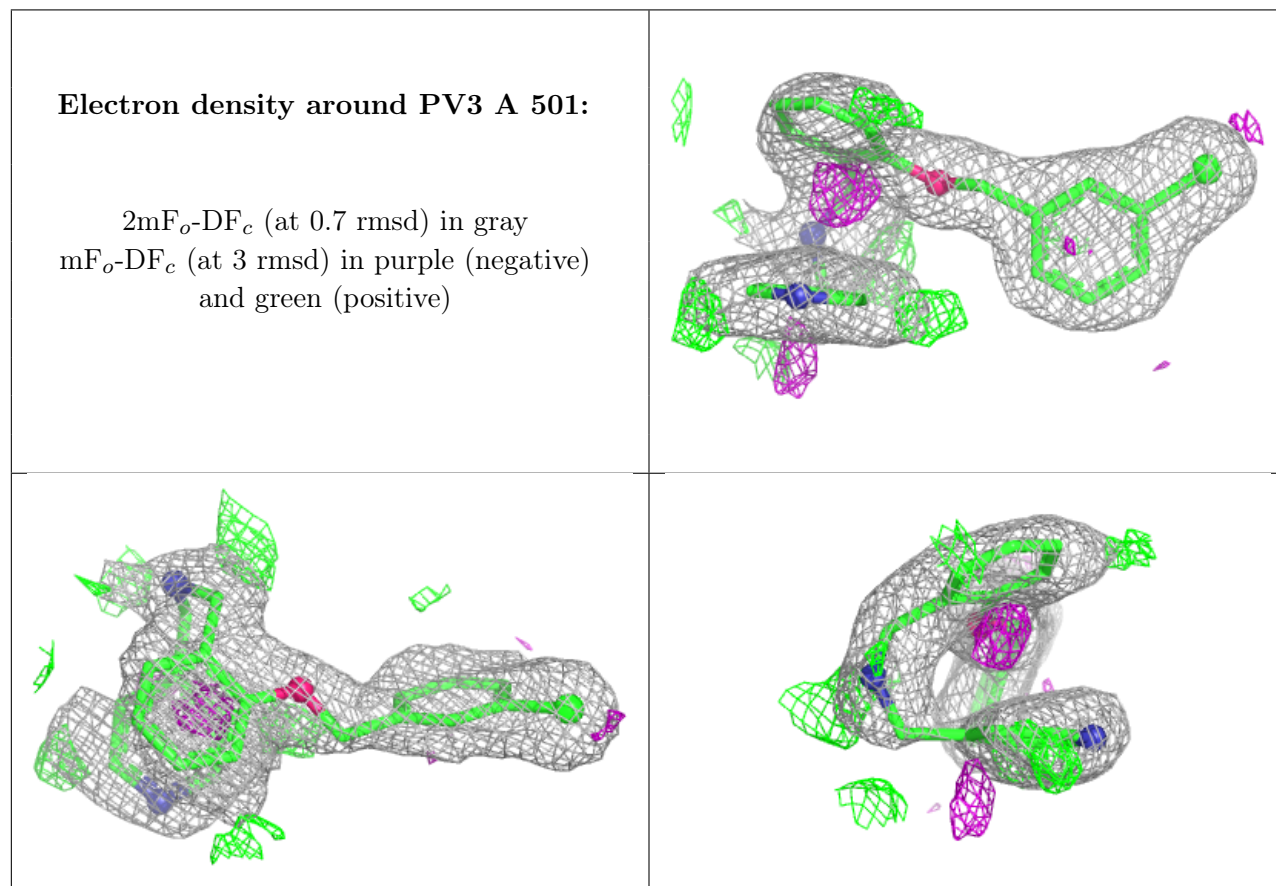 Electron density around PV3 A 501:
2mFo-DFc (at 0.7 rmsd) in gray
mFo-DFc (at 3 rmsd) in purple (negative)
and green (positive)